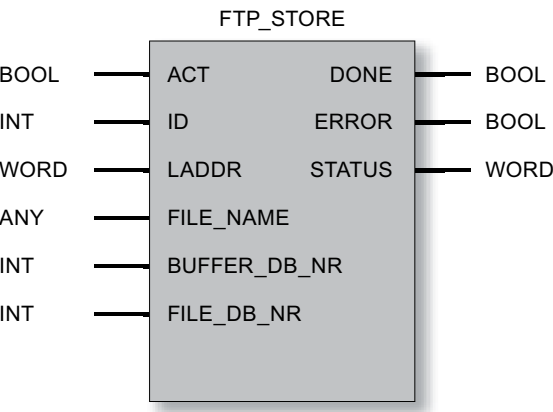 FTP_STORE
BOOL ACT DONE BOOL
INT ID ERROR BOOL
WORD LADDR STATUS WORD
ANY FILE_NAME
INT BUFFER_DB_NR
INT FILE_DB_NR